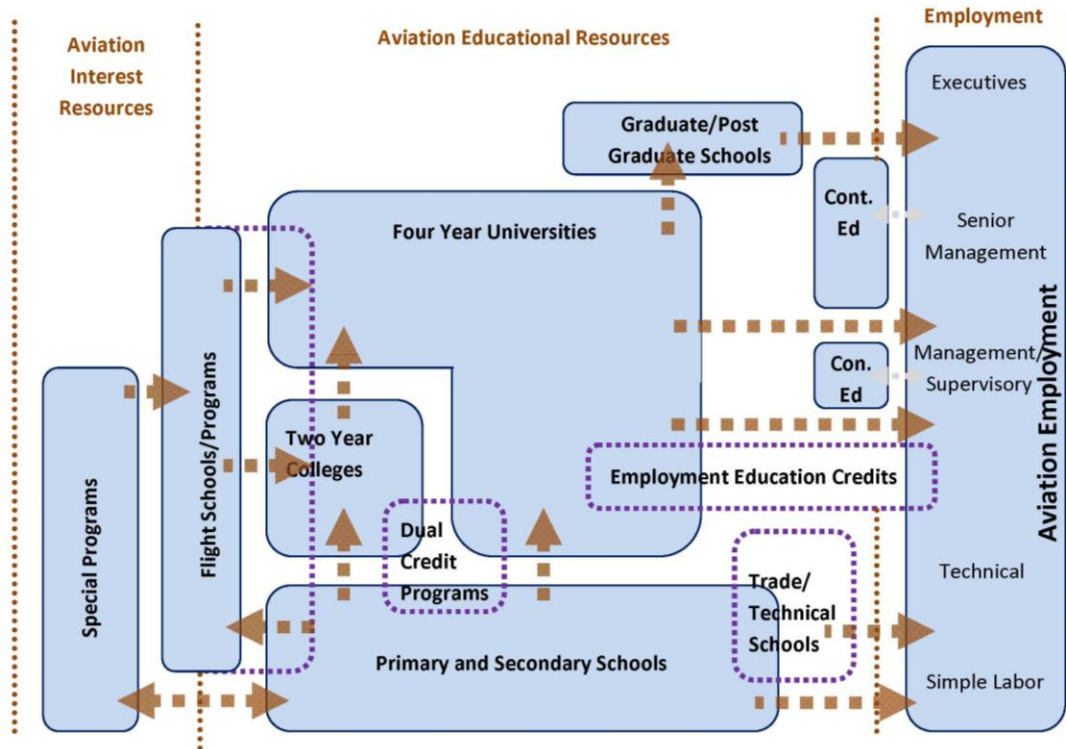 Employment
Aviation
Interest
Resources
Aviation Educational Resources
Executives
Graduate/Post
Graduate Schools
Cont.
Ed
Senior
Management
Four Year Universities
Management/
Supervisory
Con.
Ed
Aviation Employment
Special Programs
Flight Schools/Programs
Two Year
Colleges
Employment Education Credits
Dual
Credit
Programs
Trade/
Technical
Schools
Technical
Primary and Secondary Schools
Simple Labor